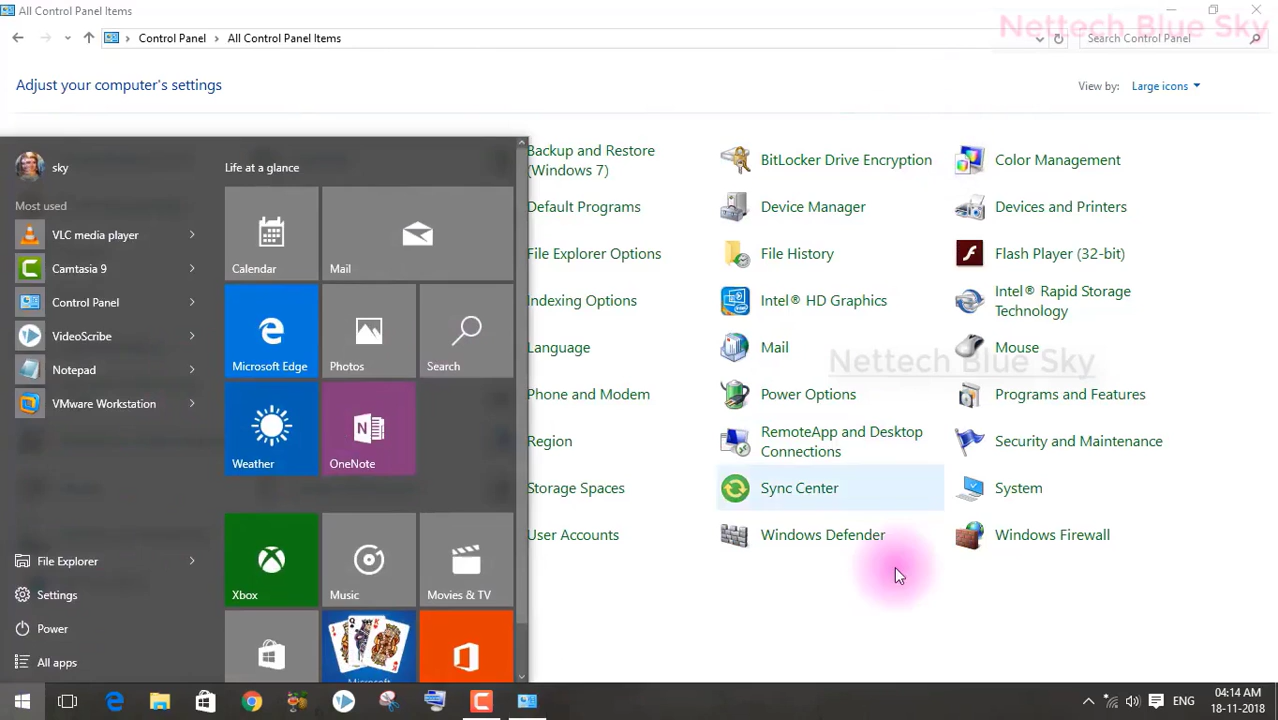 All Control Panel Items
Nettech Blue Sky
Control Panel
All Control Panel Items
Search Control Panel
Adjust your computer's settings
View by:
Large icons
sky
Most used
VLC media player
Camtasia 9
Control Panel
VideoScribe
Notepad
VMware Workstation
File Explorer
Settings
Power
All apps
Life at a glance
Calendar
Mail
Microsoft Edge
Photos
Search
Weather
OneNote
Xbox
Music
Movies & TV
Backup and Restore
(Windows 7)
BitLocker Drive Encryption
Color Management
Default Programs
Device Manager
Devices and Printers
File Explorer Options
File History
Flash Player (32-bit)
Indexing Options
Intel® HD Graphics
Intel® Rapid Storage
Technology
Language
Mail
Mouse
Nettech Blue Sky
Phone and Modem
Power Options
Programs and Features
Region
RemoteApp and Desktop
Connections
Security and Maintenance
Storage Spaces
Sync Center
System
User Accounts
Windows Defender
Windows Firewall
ENG
04:14 AM
18-11-2018